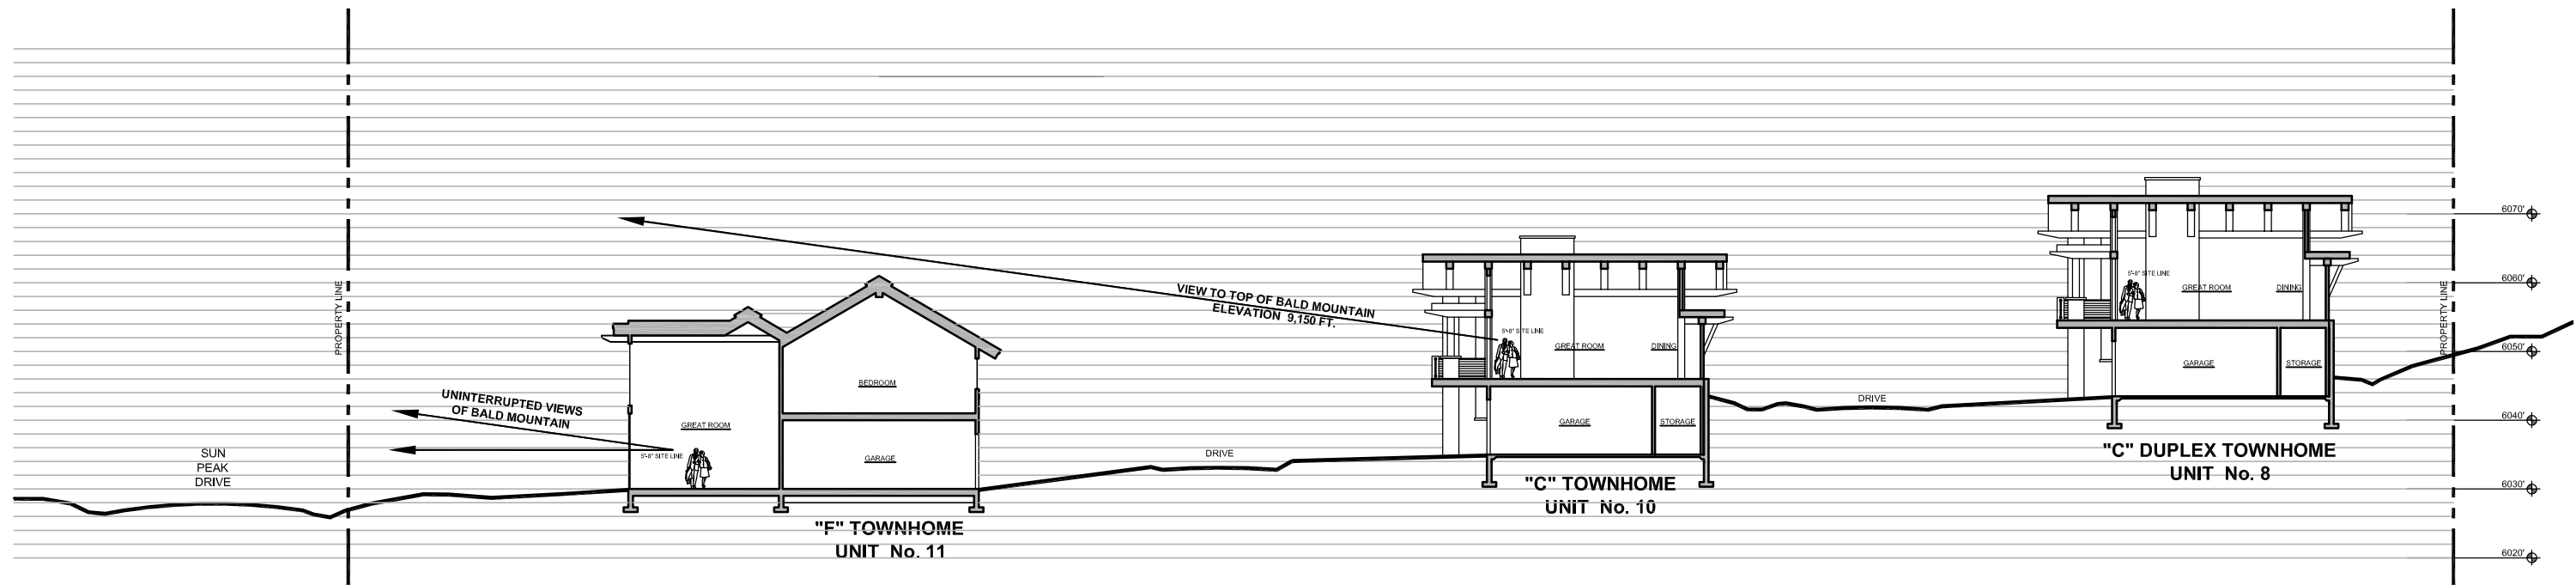 PROPERTY LINE
SUN
PEAK
DRIVE
UNINTERRUPTED VIEWS
OF BALD MOUNTAIN
5'-8" SITE LINE
GREAT ROOM
BEDROOM
GARAGE
"F" TOWNHOME
UNIT No. 11
DRIVE
VIEW TO TOP OF BALD MOUNTAIN
ELEVATION 9,150 FT.
5'-8" SITE LINE
GREAT ROOM
DINING
GARAGE
STORAGE
"C" TOWNHOME
UNIT No. 10
DRIVE
5'-8" SITE LINE
GREAT ROOM
DINING
GARAGE
STORAGE
"C" DUPLEX TOWNHOME
UNIT No. 8
PROPERTY LINE
6070'
6060'
6050'
6040'
6030'
6020'